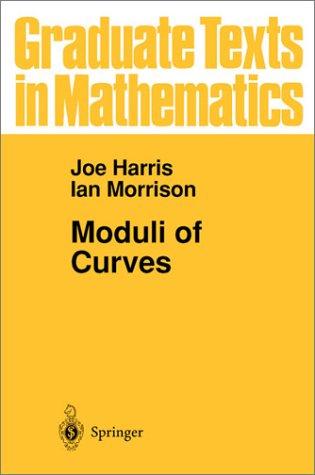 Graduate Texts
in Mathematics
Joe Harris
Ian Morrison
Moduli of
Curves
Springer